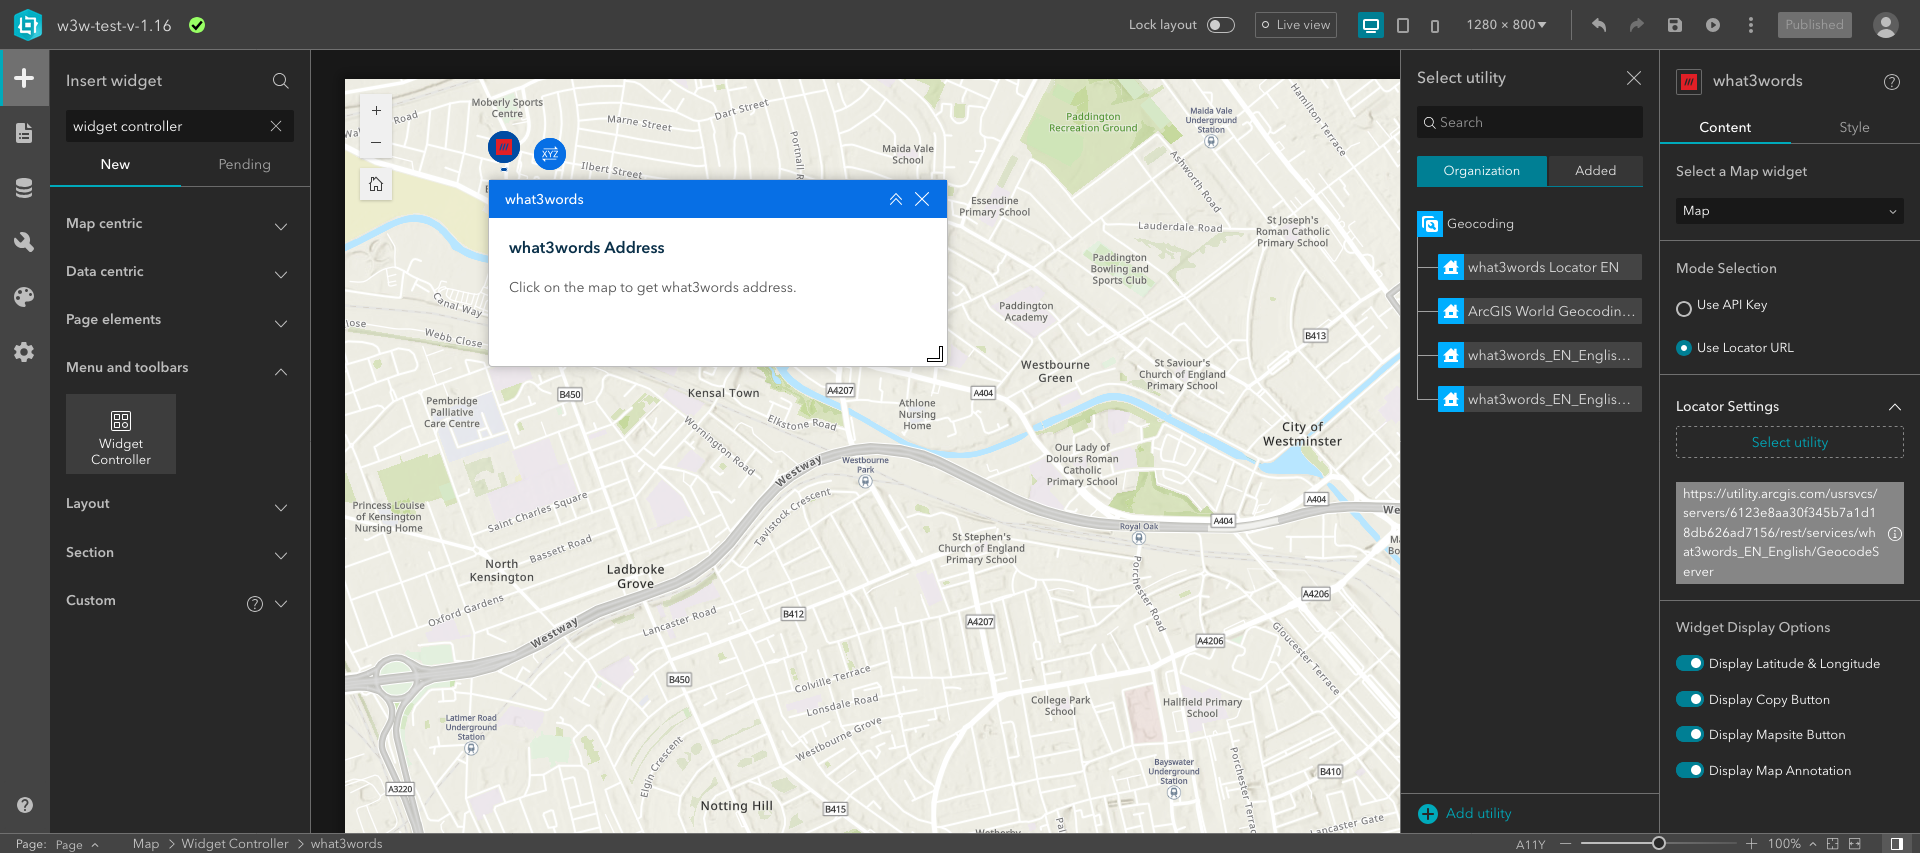 w3w-test-v-1.16
Lock layout
Live view
1280 × 800
Published
Insert widget
widget controller
New
Pending
Map centric
Data centric
Page elements
Menu and toolbars
Widget
Controller
Layout
Section
Custom
Moberly Sports
Centre
Dart Street
Marne Street
Ilbert Street
Portnall Road
Maida Vale
School
Paddington
Recreation Ground
Maida Vale
Underground
Station
Hamilton Terrace
Ashworth Road
XYZ
what3words
what3words Address
Click on the map to get what3words address.
Essendine
Primary School
Lauderdale Road
St Joseph's
Roman Catholic
Primary School
Paddington
Bowling and
Sports Club
Paddington
Academy
Canal Way
Webb Close
lose
B413
Westbourne
Green
St Saviour's
Church of England
Primary School
B450
Kensal Town
A4207
A404
Pembridge
Palliative
Care Centre
Athlone
Nursing
Home
Elkstone Road
Wornington Road
City of
Westminster
Our Lady of
Dolours Roman
Catholic
Primary School
Westway
Westbourne
Park
Tavistock Crescent
Princess Louise
of Kensington
Nursing Home
Saint Charles Square
A404
A404
Royal Oak
Bassett Road
St Stephen's
Church of England
Primary School
North
Kensington
Ladbroke
Grove
Porchester Road
Oxford Gardens
Lancaster Road
B412
A4207
A4206
A4206
Westway
Gloucester Terrace
B450
Colville Terrace
Lonsdale Road
Westbourne Grove
College Park
School
Hallfield Primary
School
Latimer Road
Underground
Station
Elgin Crescent
Bayswater
Underground
Station
Porchester Terrace
B410
A3220
Notting Hill
B415
Lancaster Gate
Wetherby
Select utility
Search
Organization
Added
Geocoding
what3words Locator EN
ArcGIS World Geocodin...
what3words_EN_Englis...
what3words_EN_Englis...
Add utility
what3words
Content
Style
Select a Map widget
Map
Mode Selection
Use API Key
Use Locator URL
Locator Settings
Select utility
https://utility.arcgis.com/usrsvcs/
servers/6123e8aa30f345b7a1d1
8db626ad7156/rest/services/wh
at3words_EN_English/GeocodeS
erver
Widget Display Options
Display Latitude & Longitude
Display Copy Button
Display Mapsite Button
Display Map Annotation
Page:
Page
Map
Widget Controller
what3words
A11Y
100%